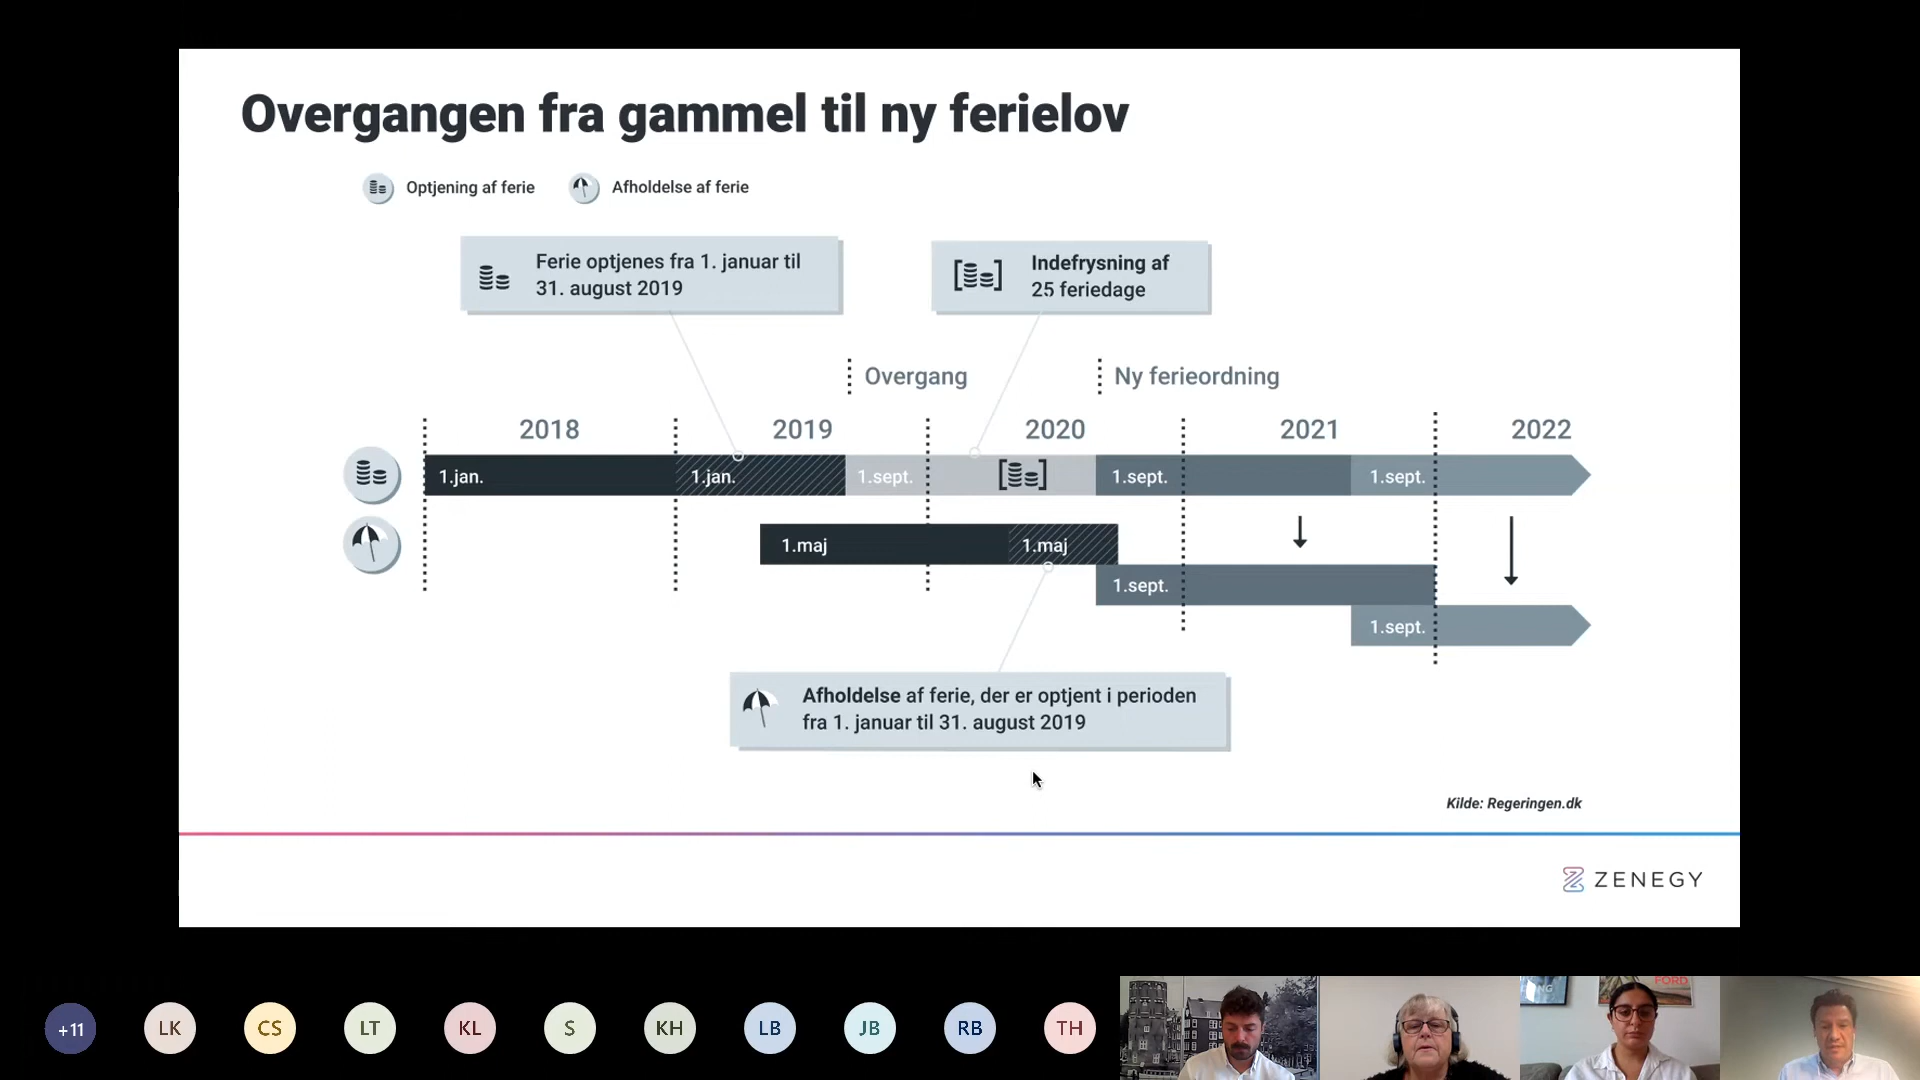 Overgangen fra gammel til ny ferielov
Optjening af ferie
Afholdelse af ferie
Ferie optjenes fra 1. januar til
31. august 2019
Indefrysning af
25 feriedage
Overgang
Ny ferieordning
2018
2019
2020
2021
2022
1.jan.
1.jan.
1.sept.
1.sept.
1.sept.
1.maj
1.maj
1.sept.
1.sept.
Afholdelse af ferie, der er optjent i perioden
fra 1. januar til 31. august 2019
Kilde: Regeringen.dk
ZENEGY
+11
LK
CS
LT
KL
S
KH
LB
JB
RB
TH
NG
FORD